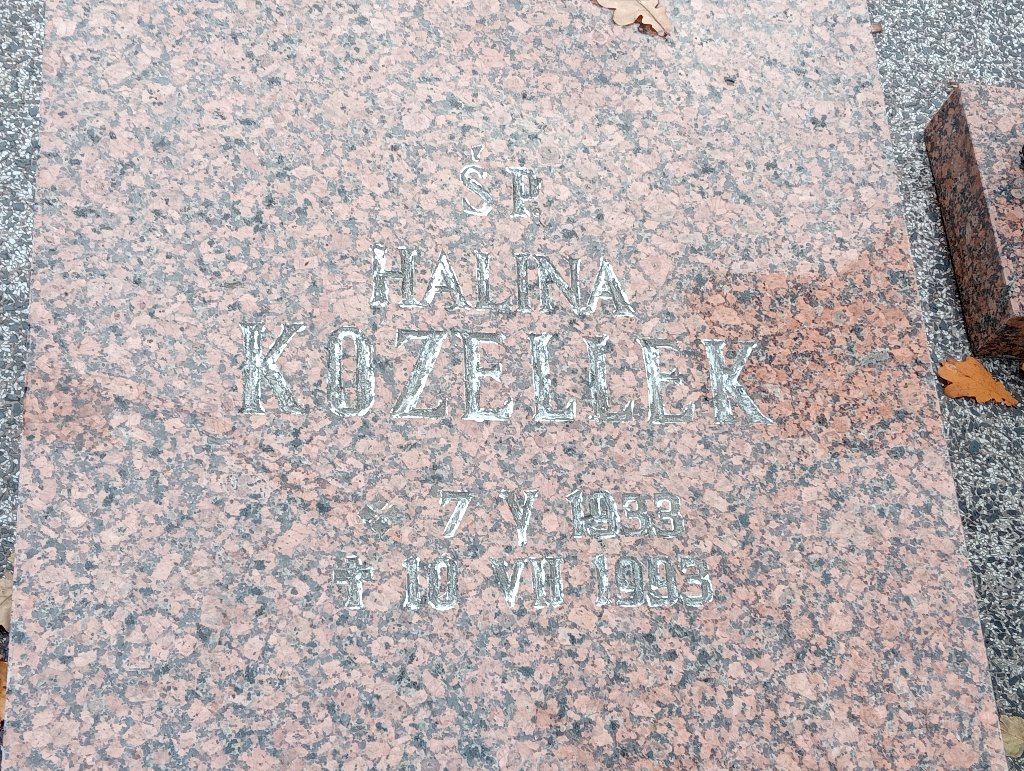 ŚP
HALINA
KOZELLEK
* 7 V 1933
✝ 10 VII 1993